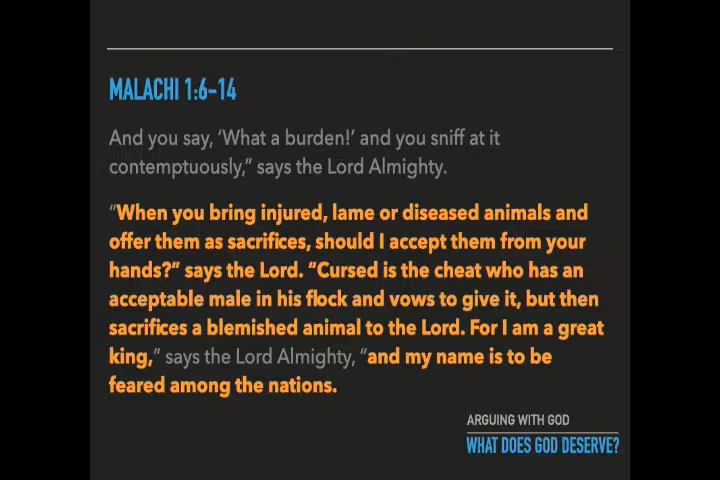 MALACHI 1:6-14
And you say, ‘What a burden!’ and you sniff at it
contemptuously,” says the Lord Almighty.
“When you bring injured, lame or diseased animals and
offer them as sacrifices, should I accept them from your
hands?” says the Lord. “Cursed is the cheat who has an
acceptable male in his flock and vows to give it, but then
sacrifices a blemished animal to the Lord. For I am a great
king,” says the Lord Almighty, “and my name is to be
feared among the nations.
ARGUING WITH GOD
WHAT DOES GOD DESERVE?